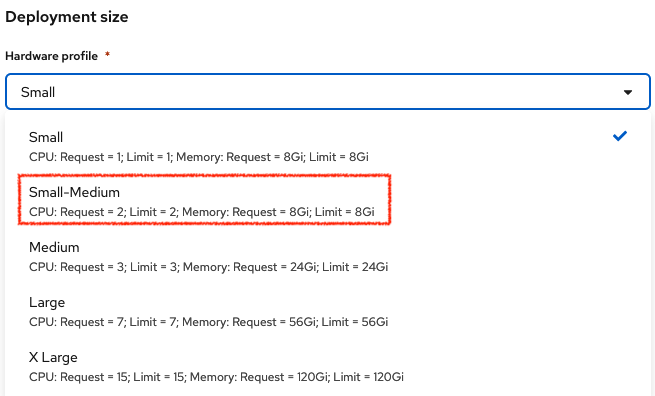 Deployment size
Hardware profile *
Small
Small
CPU: Request = 1; Limit = 1; Memory: Request = 8Gi; Limit = 8Gi
Small-Medium
CPU: Request = 2; Limit = 2; Memory: Request = 8Gi; Limit = 8Gi
Medium
CPU: Request = 3; Limit = 3; Memory: Request = 24Gi; Limit = 24Gi
Large
CPU: Request = 7; Limit = 7; Memory: Request = 56Gi; Limit = 56Gi
X Large
CPU: Request = 15; Limit = 15; Memory: Request = 120Gi; Limit = 120Gi